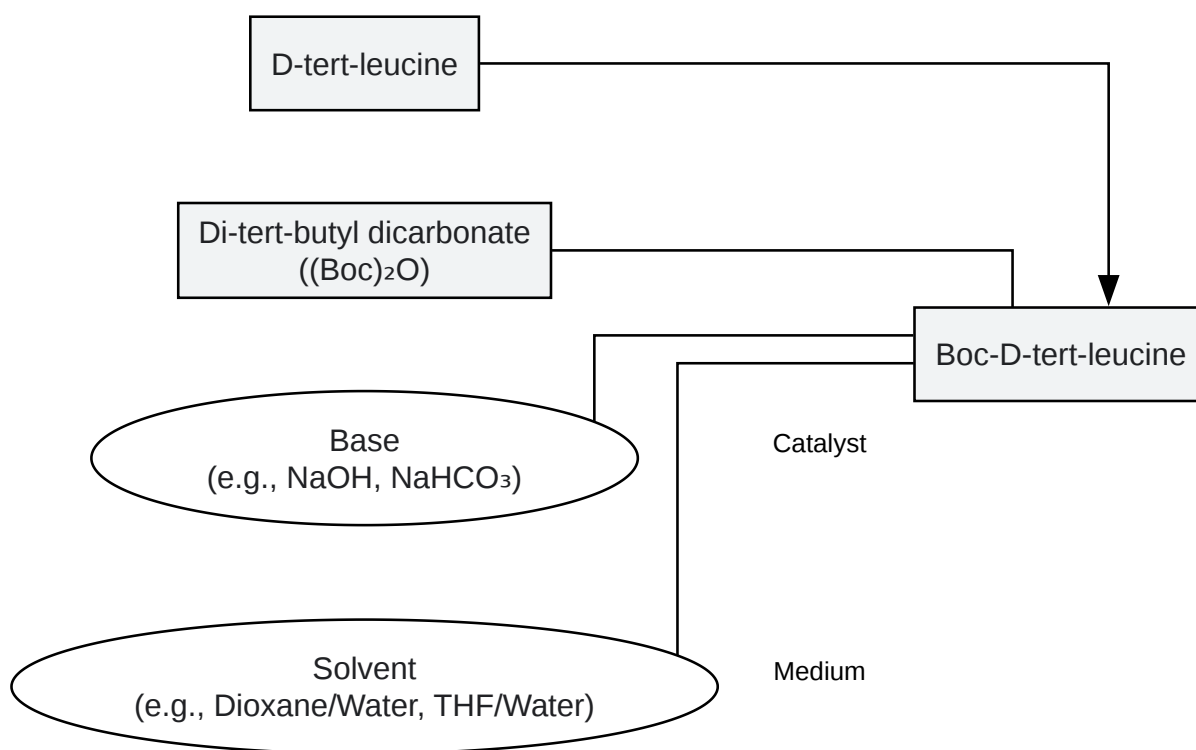 D-tert-leucine
Di-tert-butyl dicarbonate
((Boc)₂O)
Boc-D-tert-leucine
Base
(e.g., NaOH, NaHCO₃)
Catalyst
Solvent
(e.g., Dioxane/Water, THF/Water)
Medium